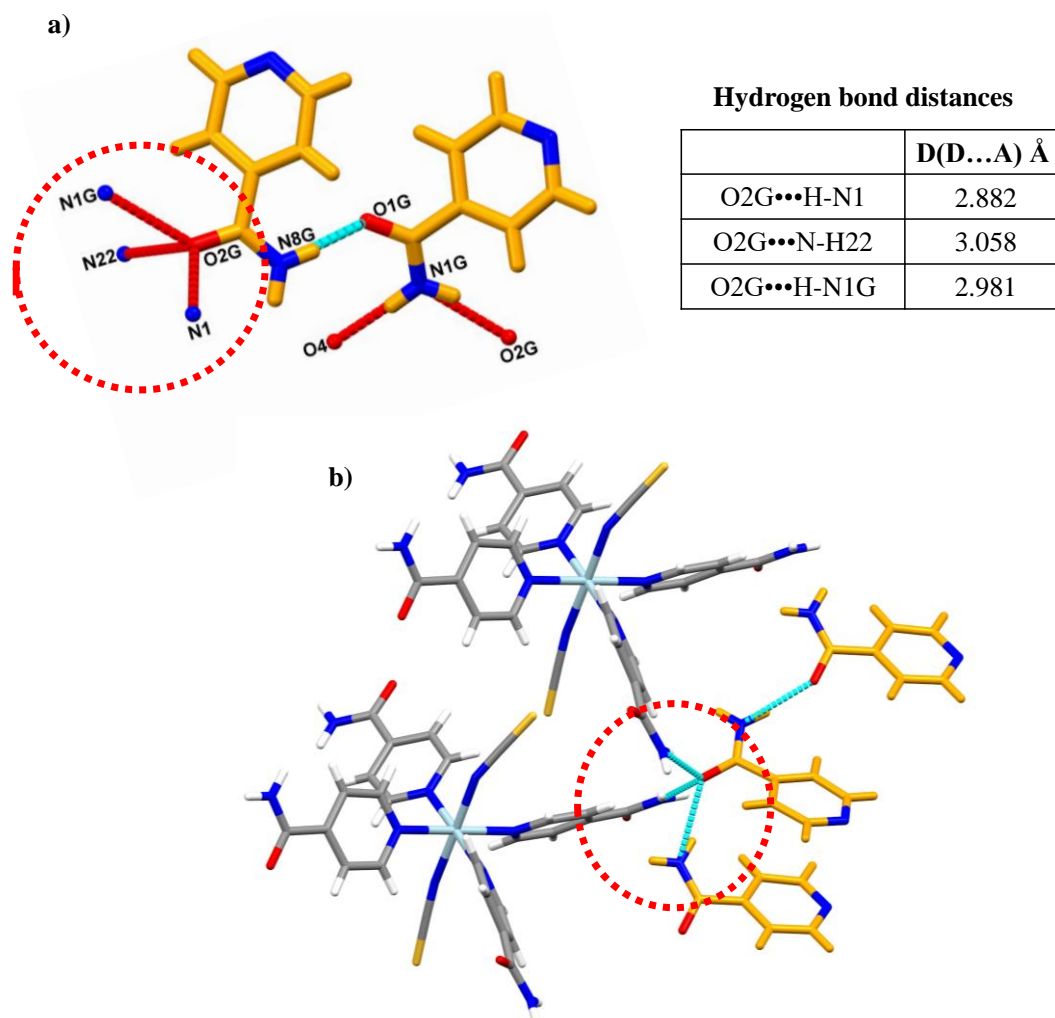 a)
Hydrogen bond distances
D(D…A) Å
O2G•••H-N1 2.882
O2G•••N-H22 3.058
O2G•••H-N1G 2.981
N1G
N22
O2G
N1
N8G
O1G
N1G
O4
O2G
b)